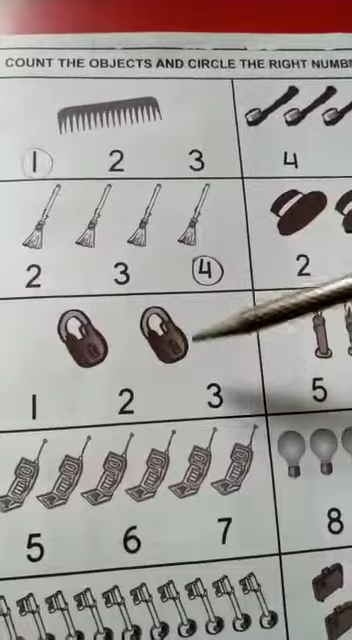 COUNT THE OBJECTS AND CIRCLE THE RIGHT
1 2 3 4
2 3 4 2
1 2 3 5
5 6 7 8